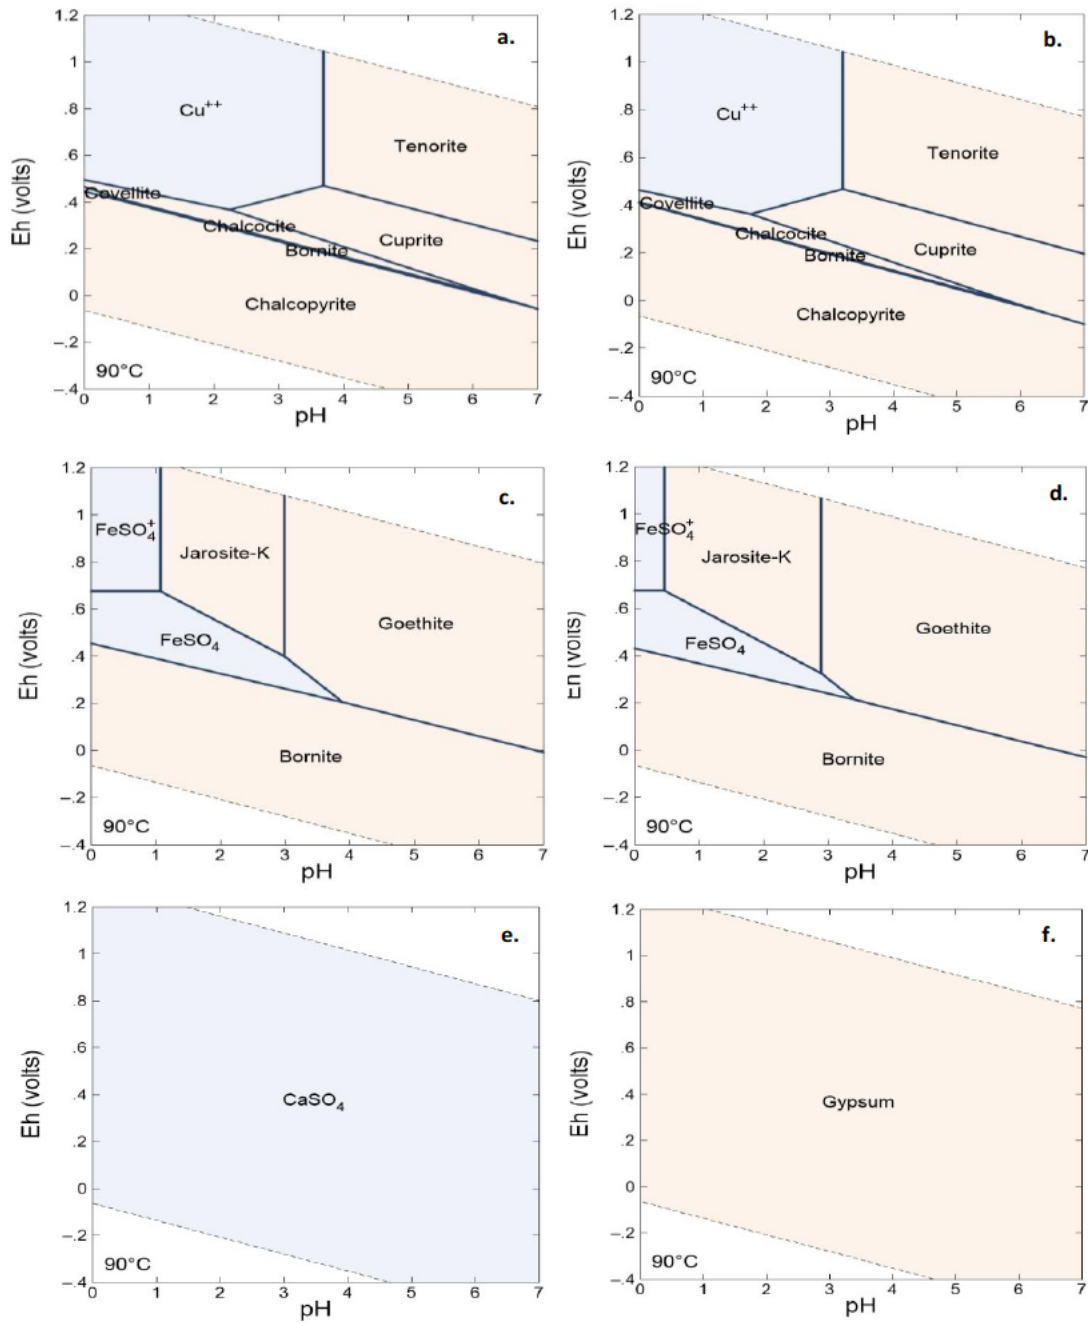 a.
1.2
1
.8
.6
.4
.2
0
–.2
–.4
Eh (volts)
Cu++
Tenorite
Covellite
Chalcocite
Cuprite
Bornite
Chalcopyrite
90°C
0 1 2 3 4 5 6 7
pH
b.
1.2
1
.8
.6
.4
.2
0
–.2
–.4
Eh (volts)
Cu++
Tenorite
Covellite
Chalcocite
Cuprite
Bornite
Chalcopyrite
90°C
0 1 2 3 4 5 6 7
pH
c.
1.2
1
.8
.6
.4
.2
0
–.2
–.4
Eh (volts)
FeSO4+
Jarosite-K
Goethite
FeSO4
Bornite
90°C
0 1 2 3 4 5 6 7
pH
d.
1.2
1
.8
.6
.4
.2
0
–.2
–.4
Eh (volts)
FeSO4+
Jarosite-K
Goethite
FeSO4
Bornite
90°C
0 1 2 3 4 5 6 7
pH
e.
1.2
1
.8
.6
.4
.2
0
–.2
–.4
Eh (volts)
CaSO4
90°C
0 1 2 3 4 5 6 7
pH
f.
1.2
1
.8
.6
.4
.2
0
–.2
–.4
Eh (volts)
Gypsum
90°C
0 1 2 3 4 5 6 7
pH